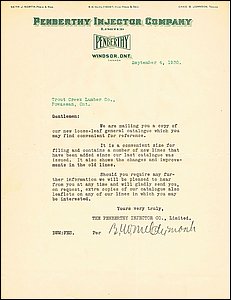 PENBERTHY INJECTOR COMPANY
LIMITED
PENBERTHY
WINDSOR, ONT.
September 4, 1930.
Trout Creek Lumber Co.,
Powassan, Ont.
Gentlemen:
We are mailing you a copy of
our new loose-leaf general catalogue which you
may find convenient for reference.
It is a convenient size for
filing and contains a number of new lines that
have been added since our last catalogue was
issued. It also shows the changes and improve-
ments in the old lines.
Should you require any fur-
ther information we will be pleased to hear
from you at any time and will gladly send you,
on request, extra copies of our catalogue also
leaflets on any of our lines in which you may
be interested.
Yours very truly,
THE PENBERTHY INJECTOR CO., Limited.
Per